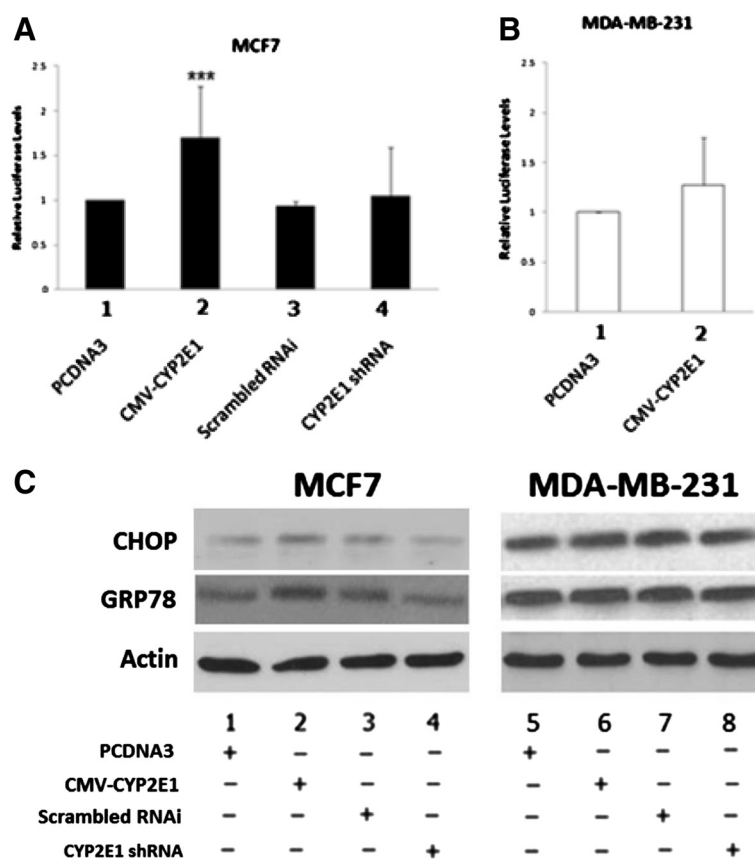 A
MCF7
Relative Luciferase Levels
2.5
2
1.5
1
0.5
0
***
1
2
3
4
PCDNA3
CMV-CYP2E1
Scrambled RNAi
CYP2E1 shRNA
B
MDA-MB-231
Relative Luciferase Levels
2.5
2
1.5
1
0.5
0
1
2
PCDNA3
CMV-CYP2E1
C
MCF7
MDA-MB-231
CHOP
GRP78
Actin
1 2 3 4 5 6 7 8
PCDNA3 + - - - + - - -
CMV-CYP2E1 - + - - - + - -
Scrambled RNAi - - + - - - + -
CYP2E1 shRNA - - - + - - - +